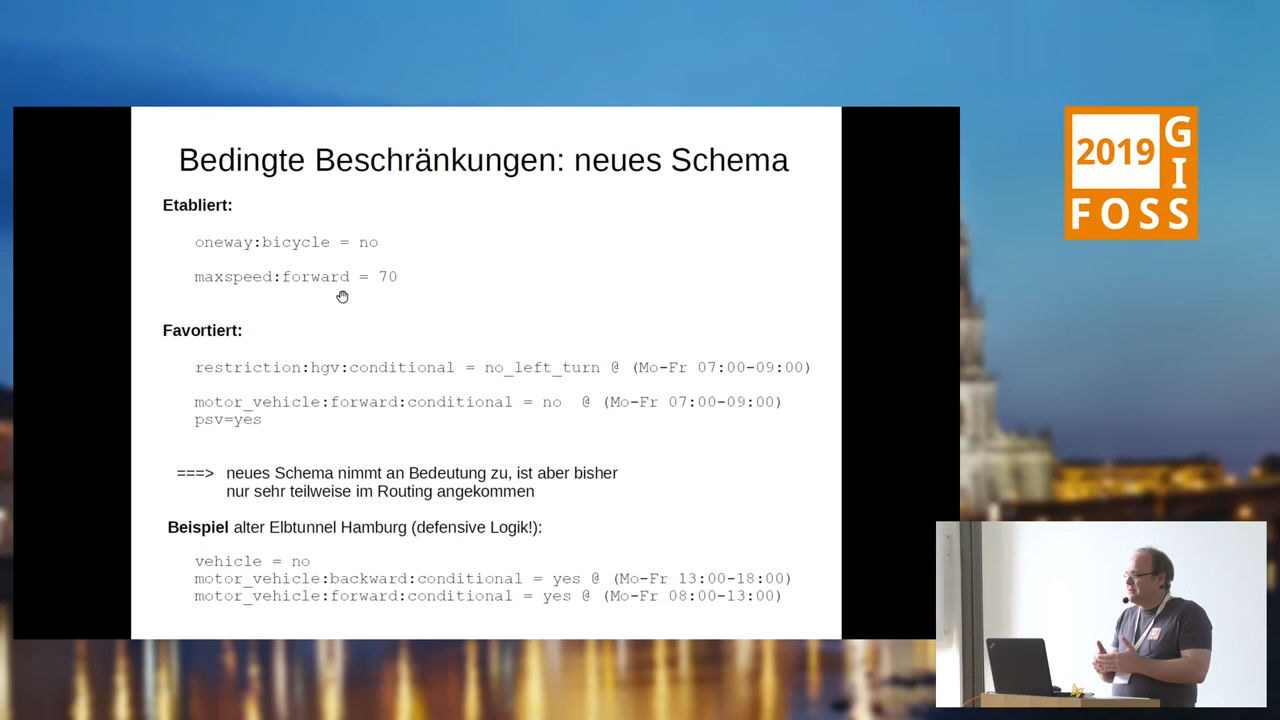 Bedingte Beschränkungen: neues Schema
Etabliert:
oneway:bicycle = no
maxspeed:forward = 70
Favortiert:
restriction:hgv:conditional = no_left_turn @ (Mo-Fr 07:00-09:00)
motor_vehicle:forward:conditional = no @ (Mo-Fr 07:00-09:00)
psv=yes
===> neues Schema nimmt an Bedeutung zu, ist aber bisher
nur sehr teilweise im Routing angekommen
Beispiel alter Elbtunnel Hamburg (defensive Logik!):
vehicle = no
motor_vehicle:backward:conditional = yes @ (Mo-Fr 13:00-18:00)
motor_vehicle:forward:conditional = yes @ (Mo-Fr 08:00-13:00)
2019
FOSSGIS